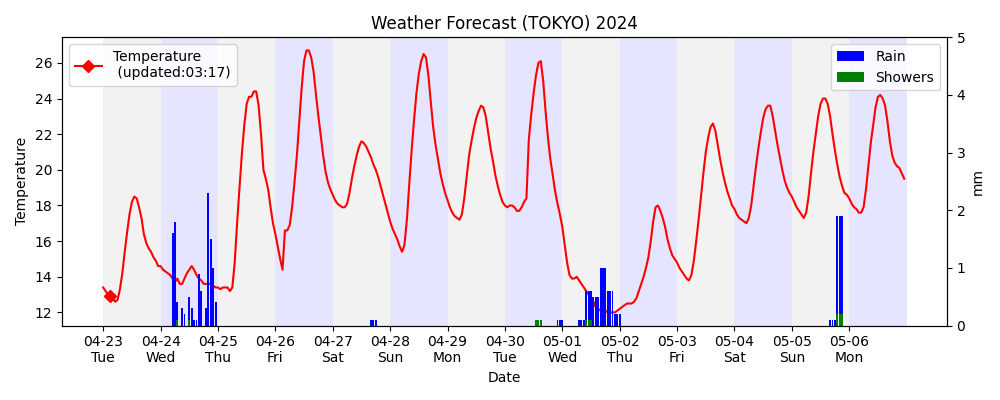 Weather Forecast (TOKYO) 2024
Temperature
(updated:03:17)
Rain
Showers
Temperature
26
24
22
20
18
16
14
12
5
4
3
2
1
0
mm
04-23 04-24 04-25 04-26 04-27 04-28 04-29 04-30 05-01 05-02 05-03 05-04 05-05 05-06
Tue Wed Thu Fri Sat Sun Mon Tue Wed Thu Fri Sat Sun Mon
Date